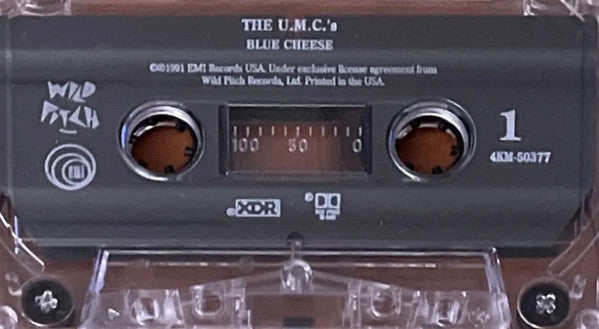 THE U.M.C.'s
BLUE CHEESE
©℗1991 EMI Records USA. Under exclusive license agreement from
Wild Pitch Records, Ltd. Printed in the USA.
WILD
PITCH
EMI
100 50 0
1
4KM-50377
XDR